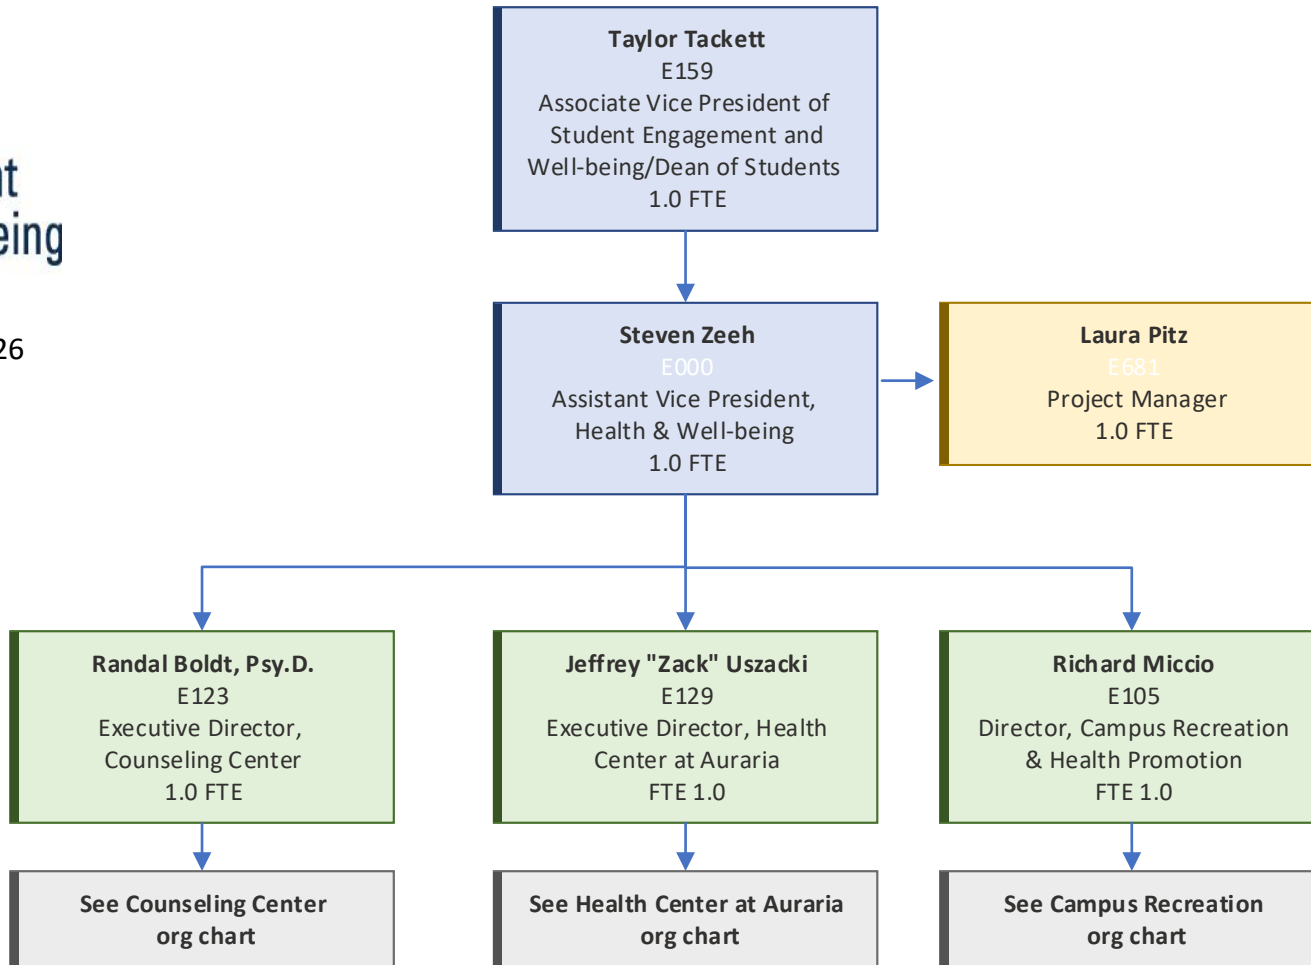 Taylor Tackett
E159
Associate Vice President of
Student Engagement and
Well-being/Dean of Students
1.0 FTE
Steven Zeeh
E000
Assistant Vice President,
Health & Well-being
1.0 FTE
Laura Pitz
E681
Project Manager
1.0 FTE
Randal Boldt, Psy.D.
E123
Executive Director,
Counseling Center
1.0 FTE
Jeffrey "Zack" Uszacki
E129
Executive Director, Health
Center at Auraria
FTE 1.0
Richard Miccio
E105
Director, Campus Recreation
& Health Promotion
FTE 1.0
See Counseling Center
org chart
See Health Center at Auraria
org chart
See Campus Recreation
org chart